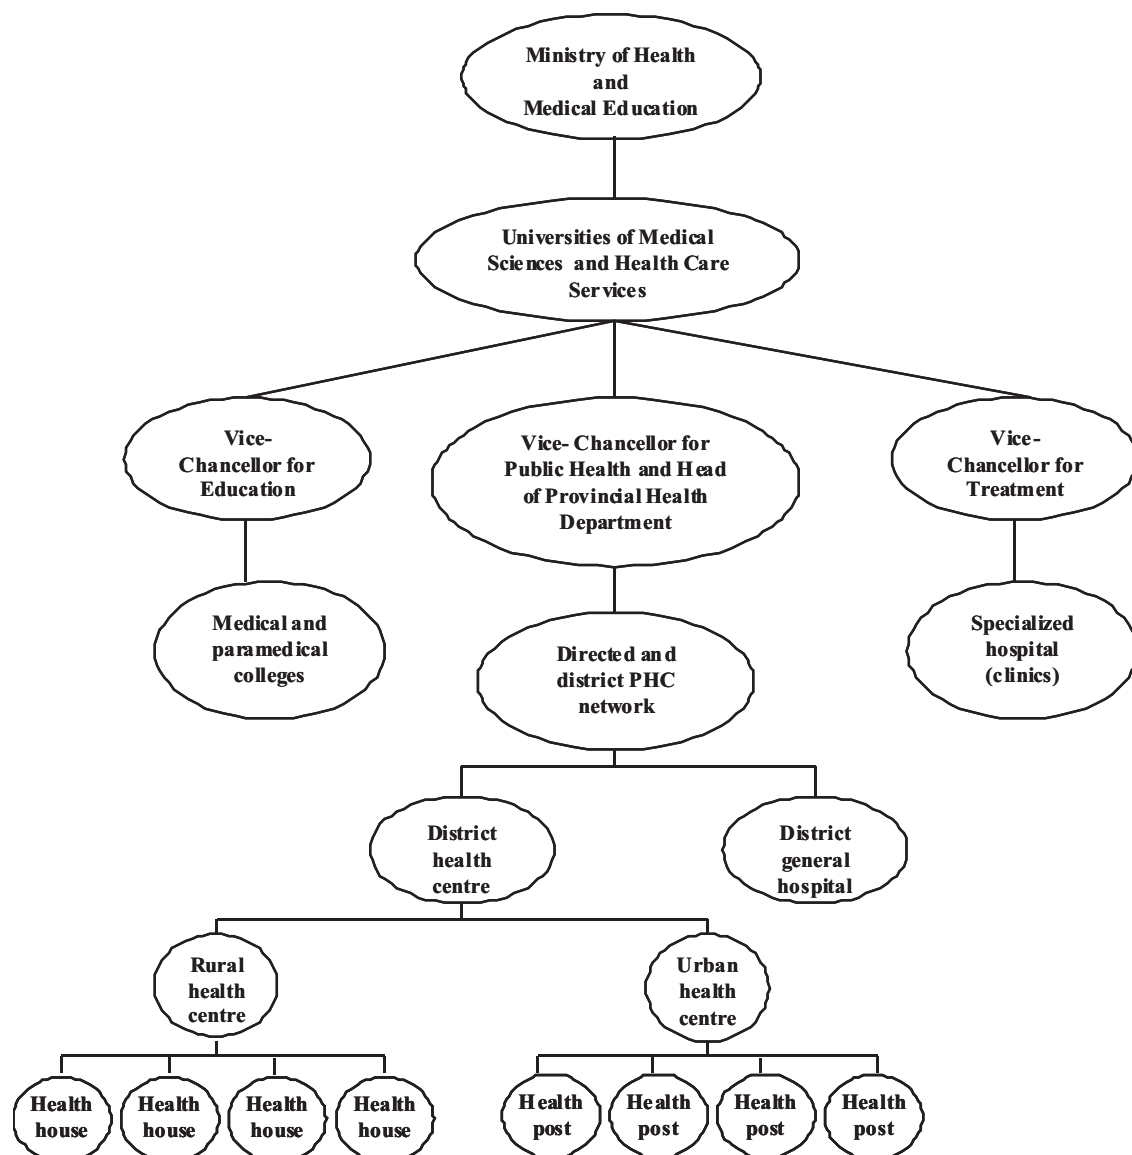 Ministry of Health
and
Medical Education
Universities of Medical
Sciences and Health Care
Services
Vice-
Chancellor for
Education
Vice- Chancellor for
Public Health and Head
of Provincial Health
Department
Vice-
Chancellor for
Treatment
Medical and
paramedical
colleges
Directed and
district PHC
network
Specialized
hospital
(clinics)
District
health
centre
District
general
hospital
Rural
health
centre
Urban
health
centre
Health
house
Health
house
Health
house
Health
house
Health
post
Health
post
Health
post
Health
post